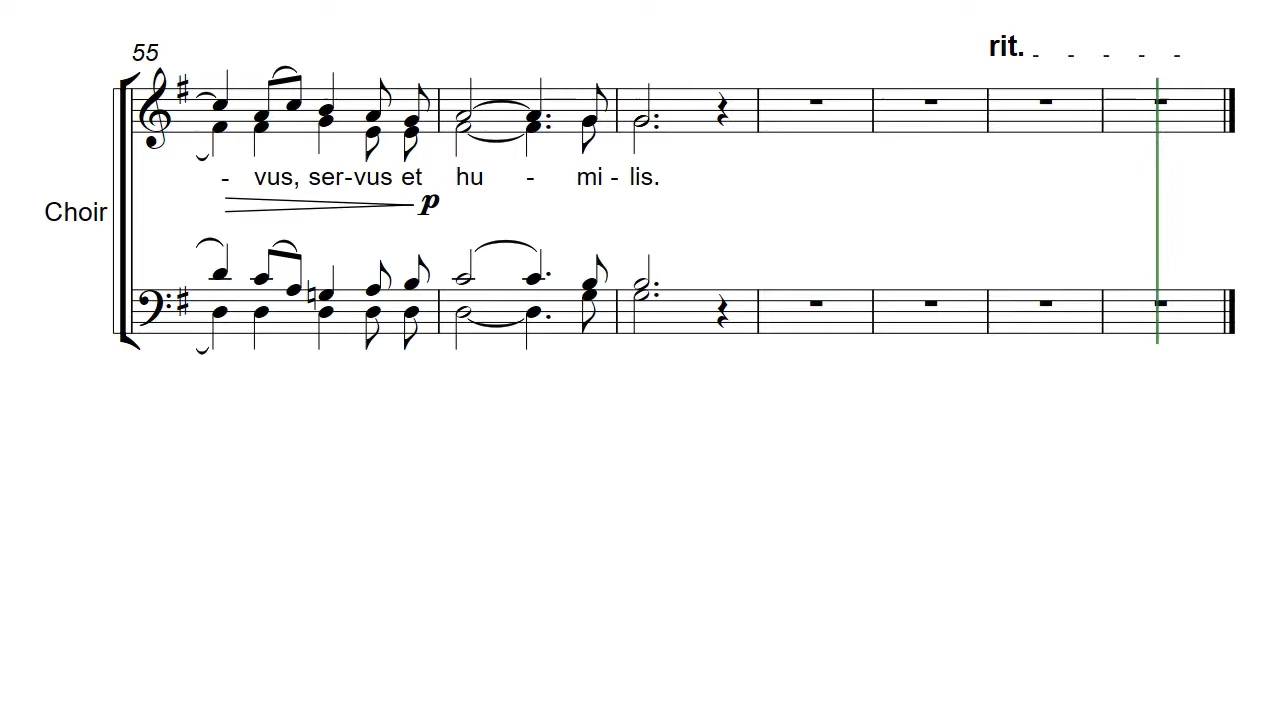 55
rit. - - - - -
- vus, ser-vus et hu - mi - lis.
p
Choir